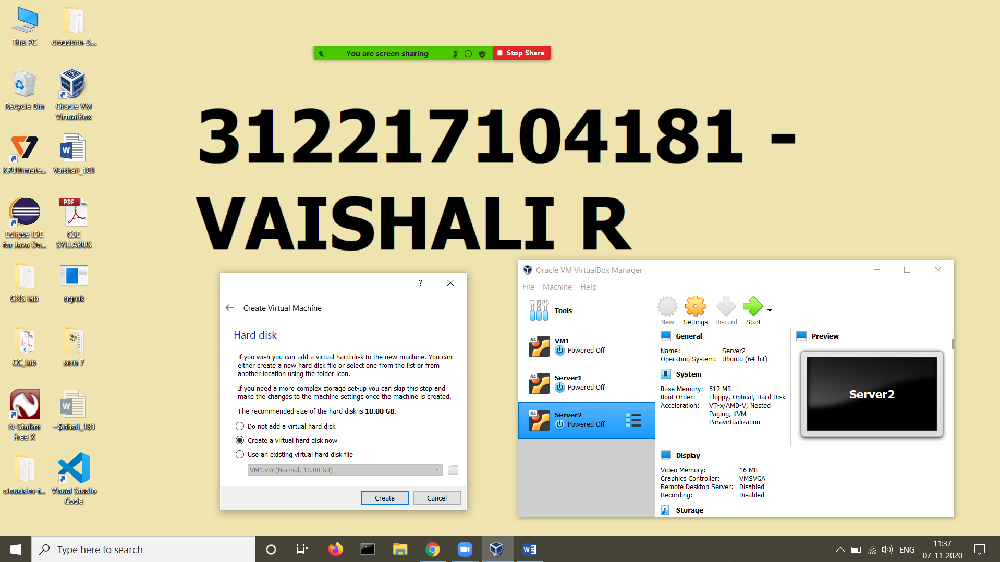 This PC
cloudsim-3....
You are screen sharing
Stop Share
Recycle Bin
Oracle VM
VirtualBox
312217104181 -
VAISHALI R
K7Ultimate...
Vaishali_181
PDF
Eclipse IDE
for Java De...
CSE
SYLLABUS
CNS lab
ngrok
CC_lab
sem 7
N-Stalker
Free X
~$ishali_181
cloudsim-t...
Visual Studio
Code
?
Create Virtual Machine
Hard disk
If you wish you can add a virtual hard disk to the new machine. You can
either create a new hard disk file or select one from the list or from
another location using the folder icon.
If you need a more complex storage set-up you can skip this step and
make the changes to the machine settings once the machine is created.
The recommended size of the hard disk is 10.00 GB.
Do not add a virtual hard disk
Create a virtual hard disk now
Use an existing virtual hard disk file
VM1.vdi (Normal, 10.00 GB)
Create
Cancel
Oracle VM VirtualBox Manager
File Machine Help
Tools
New
Settings
Discard
Start
64
VM1
Powered Off
64
Server1
Powered Off
64
Server2
Powered Off
General
Name: Server2
Operating System: Ubuntu (64-bit)
System
Base Memory: 512 MB
Boot Order: Floppy, Optical, Hard Disk
Acceleration: VT-x/AMD-V, Nested
Paging, KVM
Paravirtualization
Preview
Server2
Display
Video Memory: 16 MB
Graphics Controller: VMSVGA
Remote Desktop Server: Disabled
Recording: Disabled
Storage
Type here to search
ENG
11:37
07-11-2020